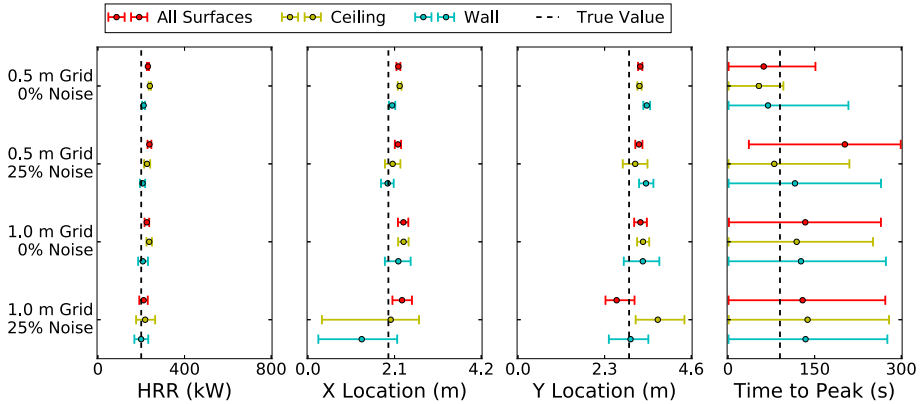 All Surfaces Ceiling Wall True Value
0.5 m Grid
0% Noise
0.5 m Grid
25% Noise
1.0 m Grid
0% Noise
1.0 m Grid
25% Noise
0 400 800 0.0 2.1 4.2 0.0 2.3 4.6 0 150 300
HRR (kW) X Location (m) Y Location (m) Time to Peak (s)